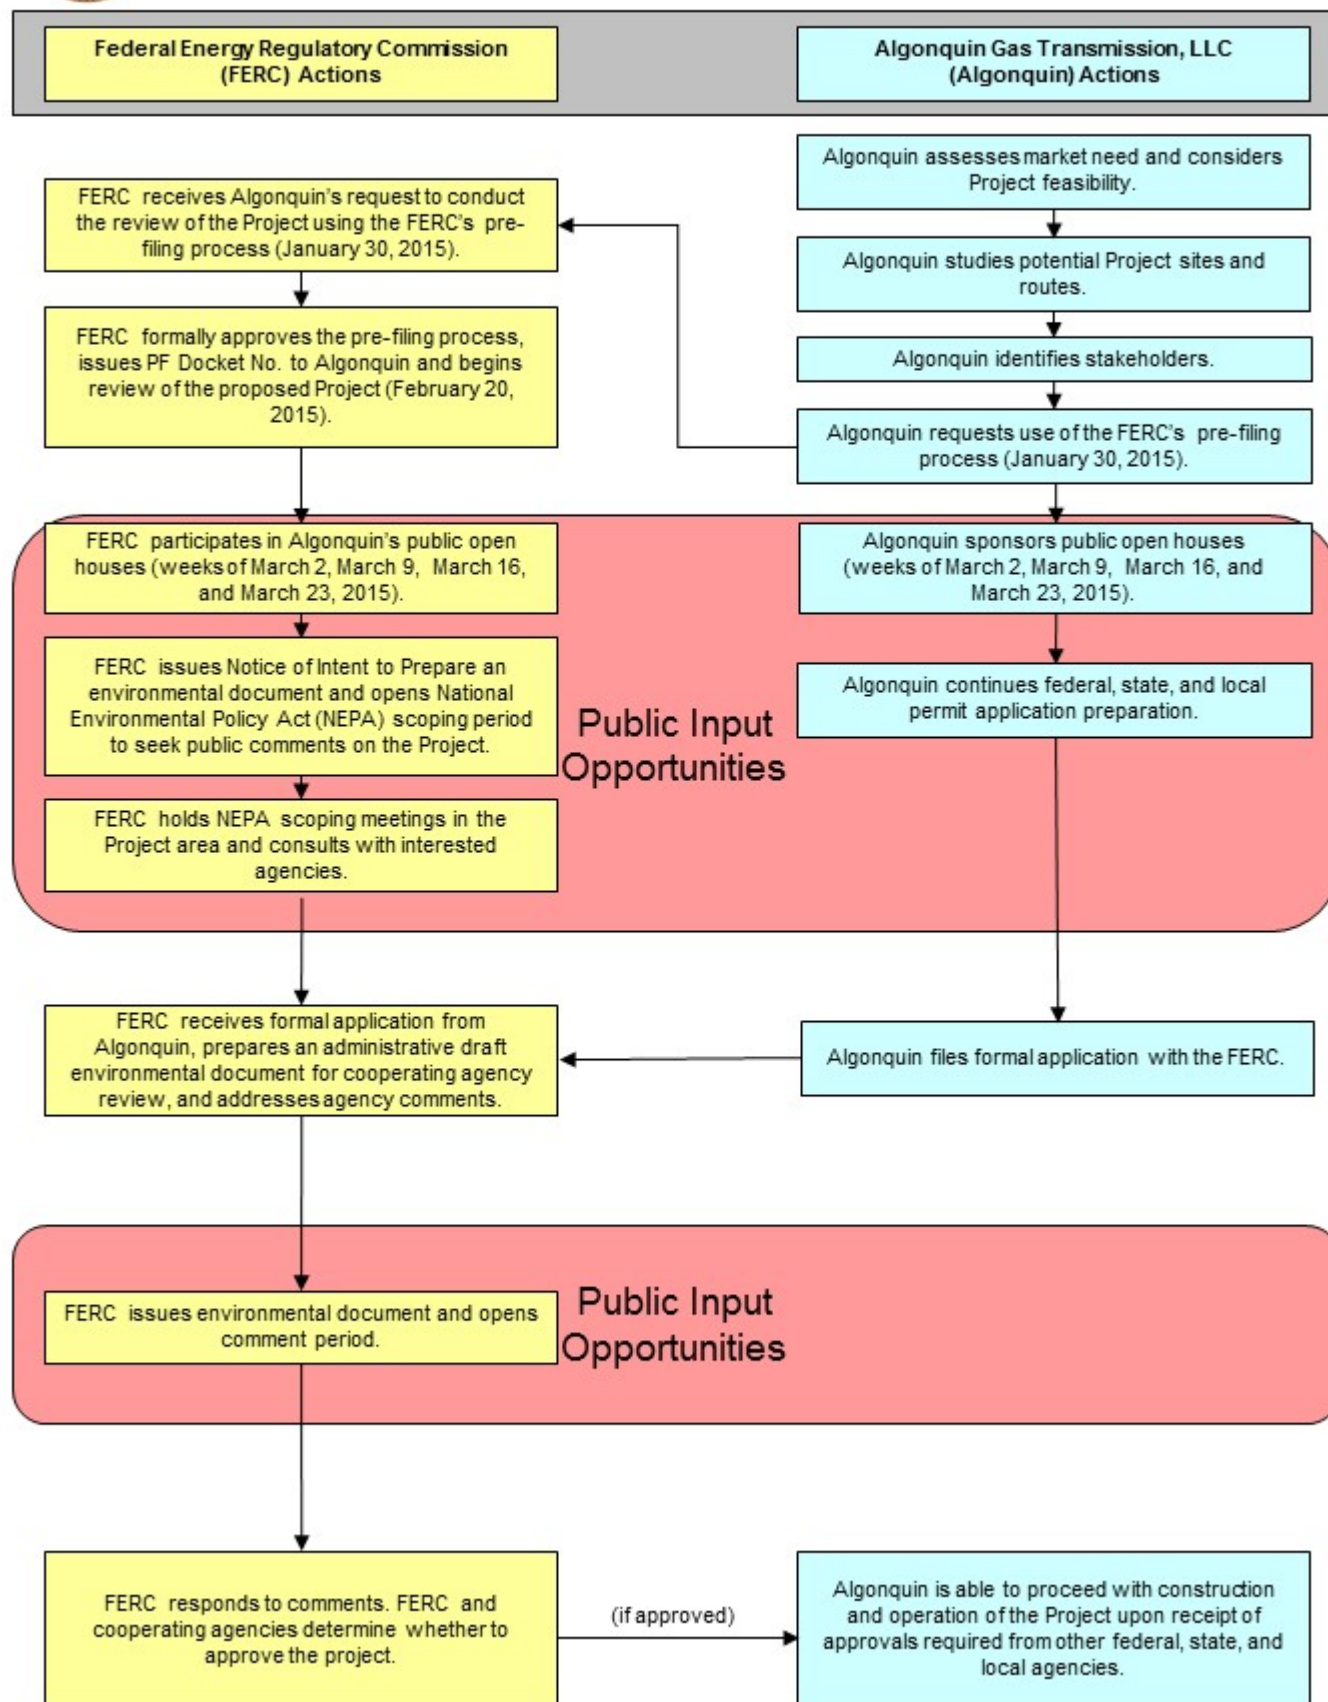 Federal Energy Regulatory Commission
(FERC) Actions
Algonquin Gas Transmission, LLC
(Algonquin) Actions
Algonquin assesses market need and considers
Project feasibility.
FERC receives Algonquin's request to conduct
the review of the Project using the FERC's pre-
filing process (January 30, 2015).
Algonquin studies potential Project sites and
routes.
FERC formally approves the pre-filing process,
issues PF Docket No. to Algonquin and begins
review of the proposed Project (February 20,
2015).
Algonquin identifies stakeholders.
Algonquin requests use of the FERC's pre-filing
process (January 30, 2015).
FERC participates in Algonquin's public open
houses (weeks of March 2, March 9, March 16,
and March 23, 2015).
Algonquin sponsors public open houses
(weeks of March 2, March 9, March 16, and
March 23, 2015).
FERC issues Notice of Intent to Prepare an
environmental document and opens National
Environmental Policy Act (NEPA) scoping period
to seek public comments on the Project.
Public Input
Opportunities
Algonquin continues federal, state, and local
permit application preparation.
FERC holds NEPA scoping meetings in the
Project area and consults with interested
agencies.
FERC receives formal application from
Algonquin, prepares an administrative draft
environmental document for cooperating agency
review, and addresses agency comments.
Algonquin files formal application with the FERC.
FERC issues environmental document and opens
comment period.
Public Input
Opportunities
FERC responds to comments. FERC and
cooperating agencies determine whether to
approve the project.
(if approved)
Algonquin is able to proceed with construction
and operation of the Project upon receipt of
approvals required from other federal, state, and
local agencies.